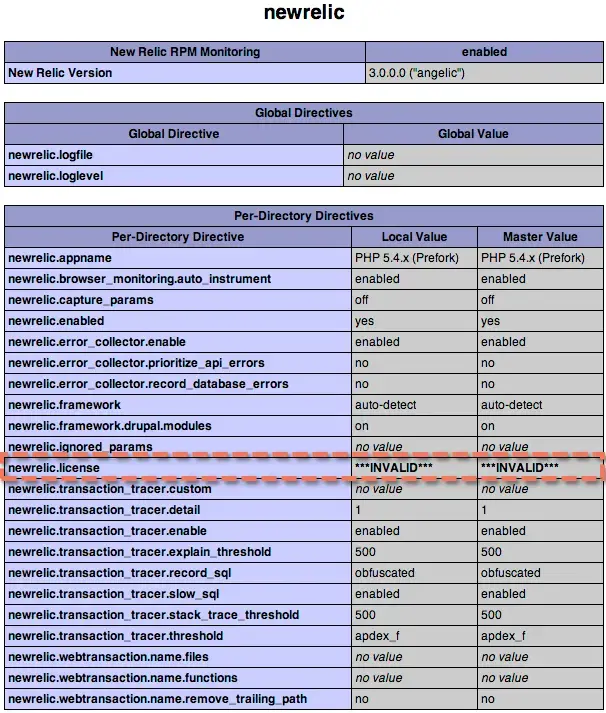 newrelic
New Relic RPM Monitoring enabled
New Relic Version 3.0.0.0 ("angelic")
Global Directives
Global Directive Global Value
newrelic.logfile no value
newrelic.loglevel no value
Per-Directory Directives
Per-Directory Directive Local Value Master Value
newrelic.appname PHP 5.4.x (Prefork) PHP 5.4.x (Prefork)
newrelic.browser_monitoring.auto_instrument enabled enabled
newrelic.capture_params off off
newrelic.enabled yes yes
newrelic.error_collector.enable enabled enabled
newrelic.error_collector.prioritize_api_errors no no
newrelic.error_collector.record_database_errors no no
newrelic.framework auto-detect auto-detect
newrelic.framework.drupal.modules on on
newrelic.ignored_params no value no value
newrelic.license ***INVALID*** ***INVALID***
newrelic.transaction_tracer.custom no value no value
newrelic.transaction_tracer.detail 1 1
newrelic.transaction_tracer.enable enabled enabled
newrelic.transaction_tracer.explain_threshold 500 500
newrelic.transaction_tracer.record_sql obfuscated obfuscated
newrelic.transaction_tracer.slow_sql enabled enabled
newrelic.transaction_tracer.stack_trace_threshold 500 500
newrelic.transaction_tracer.threshold apdex_f apdex_f
newrelic.webtransaction.name.files no value no value
newrelic.webtransaction.name.functions no value no value
newrelic.webtransaction.name.remove_trailing_path no no